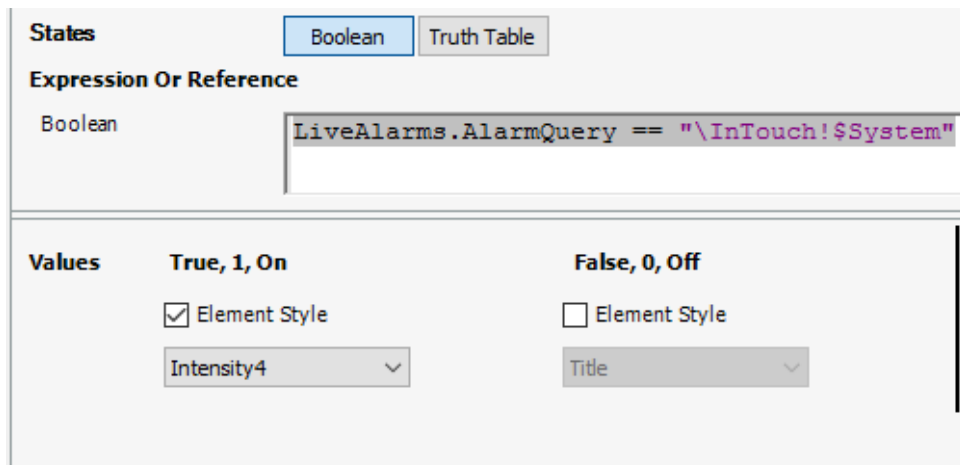 States Boolean Truth Table
Expression Or Reference
Boolean
LiveAlarms.AlarmQuery == "\InTouch!$System"
Values True, 1, On False, 0, Off
Element Style Element Style
Intensity4 Title